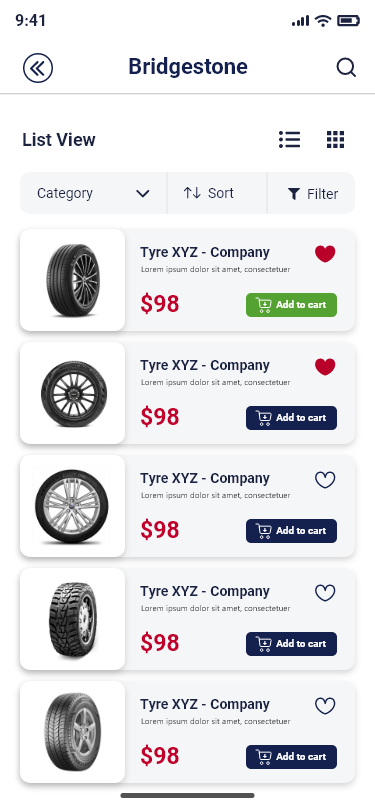 9:41
Bridgestone
List View
Category
Sort
Filter
Tyre XYZ - Company
Lorem ipsum dolor sit amet, consectetuer
$98
Add to cart
Tyre XYZ - Company
Lorem ipsum dolor sit amet, consectetuer
$98
Add to cart
Tyre XYZ - Company
Lorem ipsum dolor sit amet, consectetuer
$98
Add to cart
Tyre XYZ - Company
Lorem ipsum dolor sit amet, consectetuer
$98
Add to cart
Tyre XYZ - Company
Lorem ipsum dolor sit amet, consectetuer
$98
Add to cart